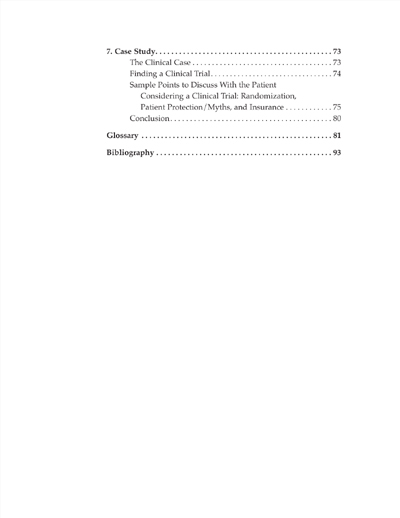 7. Case Study. . . . . . . . . . . . . . . . . . . . . . . . . . . . . . . . . . . . . . . . . . . . 73
The Clinical Case . . . . . . . . . . . . . . . . . . . . . . . . . . . . . . . . . . . 73
Finding a Clinical Trial. . . . . . . . . . . . . . . . . . . . . . . . . . . . . . . 74
Sample Points to Discuss With the Patient
Considering a Clinical Trial: Randomization,
Patient Protection/Myths, and Insurance . . . . . . . . . . . . 75
Conclusion. . . . . . . . . . . . . . . . . . . . . . . . . . . . . . . . . . . . . . . . . 80
Glossary . . . . . . . . . . . . . . . . . . . . . . . . . . . . . . . . . . . . . . . . . . . . . . . . 81
Bibliography . . . . . . . . . . . . . . . . . . . . . . . . . . . . . . . . . . . . . . . . . . . . 93